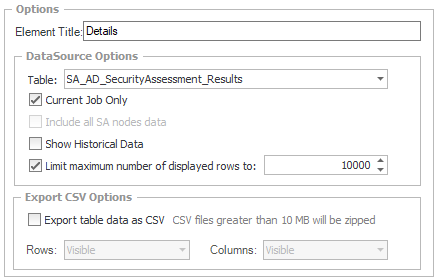 Options
Element Title: Details
DataSource Options
Table: SA_AD_SecurityAssessment_Results
Current Job Only
Include all SA nodes data
Show Historical Data
Limit maximum number of displayed rows to: 10000
Export CSV Options
Export table data as CSV CSV files greater than 10 MB will be zipped
Rows: Visible Columns: Visible